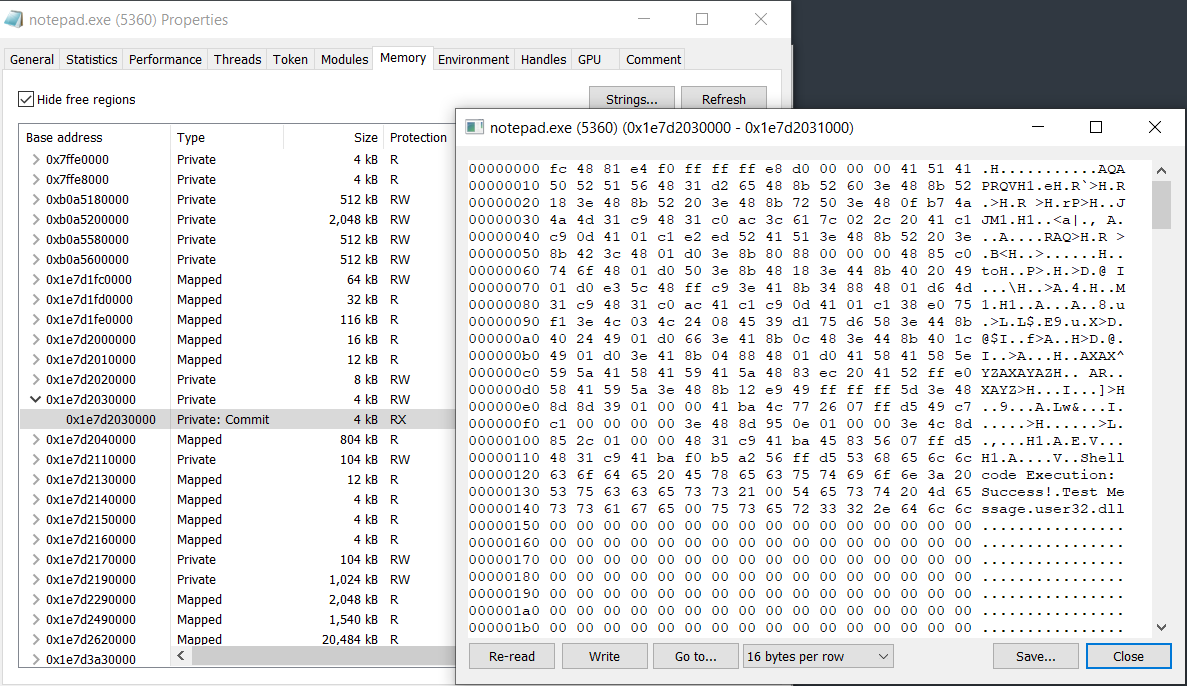 notepad.exe (5360) Properties
General Statistics Performance Threads Token Modules Memory Environment Handles GPU Comment
Hide free regions
Strings... Refresh
Base address Type Size Protection
0x7ffe0000 Private 4 kB R
0x7ffe8000 Private 4 kB R
0xb0a5180000 Private 512 kB RW
0xb0a5200000 Private 2,048 kB RW
0xb0a5580000 Private 512 kB RW
0xb0a5600000 Private 512 kB RW
0x1e7d1fc0000 Mapped 64 kB RW
0x1e7d1fd0000 Mapped 32 kB R
0x1e7d1fe0000 Mapped 116 kB R
0x1e7d2000000 Mapped 16 kB R
0x1e7d2010000 Mapped 12 kB R
0x1e7d2020000 Private 8 kB RW
0x1e7d2030000 Private 4 kB RW
0x1e7d2030000 Private: Commit 4 kB RX
0x1e7d2040000 Mapped 804 kB R
0x1e7d2110000 Private 104 kB RW
0x1e7d2130000 Mapped 12 kB R
0x1e7d2140000 Mapped 4 kB R
0x1e7d2150000 Mapped 4 kB R
0x1e7d2160000 Mapped 4 kB R
0x1e7d2170000 Private 104 kB RW
0x1e7d2190000 Private 1,024 kB RW
0x1e7d2290000 Mapped 2,048 kB R
0x1e7d2490000 Mapped 1,540 kB R
0x1e7d2620000 Mapped 20,484 kB R
0x1e7d3a30000
notepad.exe (5360) (0x1e7d2030000 - 0x1e7d2031000)
00000000 fc 48 81 e4 f0 ff ff ff e8 d0 00 00 00 41 51 41 .H...........AQA
00000010 50 52 51 56 48 31 d2 65 48 8b 52 60 3e 48 8b 52 PRQVH1.eH.R`>H.R
00000020 18 3e 48 8b 52 20 3e 48 8b 72 50 3e 48 0f b7 4a .>H.R >H.rP>H..J
00000030 4a 4d 31 c9 48 31 c0 ac 3c 61 7c 02 2c 20 41 c1 JM1.H1..<a|., A.
00000040 c9 0d 41 01 c1 e2 ed 52 41 51 3e 48 8b 52 20 3e ..A....RAQ>H.R >
00000050 8b 42 3c 48 01 d0 3e 8b 80 88 00 00 00 48 85 c0 .B<H..>......H..
00000060 74 6f 48 01 d0 50 3e 8b 48 18 3e 44 8b 40 20 49 toH..P>.H.>D.@ I
00000070 01 d0 e3 5c 48 ff c9 3e 41 8b 34 88 48 01 d6 4d ...\H..>A.4.H..M
00000080 31 c9 48 31 c0 ac 41 c1 c9 0d 41 01 c1 38 e0 75 1.H1..A...A..8.u
00000090 f1 3e 4c 03 4c 24 08 45 39 d1 75 d6 58 3e 44 8b .>L.L$.E9.u.X>D.
000000a0 40 24 49 01 d0 66 3e 41 8b 0c 48 3e 44 8b 40 1c @$I..f>A..H>D.@.
000000b0 49 01 d0 3e 41 8b 04 88 48 01 d0 41 58 41 58 5e I..>A...H..AXAX^
000000c0 59 5a 41 58 41 59 41 5a 48 83 ec 20 41 52 ff e0 YZAXAYAZH.. AR..
000000d0 58 41 59 5a 3e 48 8b 12 e9 49 ff ff ff 5d 3e 48 XAYZ>H...I...]>H
000000e0 8d 8d 39 01 00 00 41 ba 4c 77 26 07 ff d5 49 c7 ..9...A.Lw&...I.
000000f0 c1 00 00 00 00 3e 48 8d 95 0e 01 00 00 3e 4c 8d .....>H......>L.
00000100 85 2c 01 00 00 48 31 c9 41 ba 45 83 56 07 ff d5 .,...H1.A.E.V...
00000110 48 31 c9 41 ba f0 b5 a2 56 ff d5 53 68 65 6c 6c H1.A....V..Shell
00000120 63 6f 64 65 20 45 78 65 63 75 74 69 6f 6e 3a 20 code Execution:
00000130 53 75 63 63 65 73 73 21 00 54 65 73 74 20 4d 65 Success!.Test Me
00000140 73 73 61 67 65 00 75 73 65 72 33 32 2e 64 6c 6c ssage.user32.dll
00000150 00 00 00 00 00 00 00 00 00 00 00 00 00 00 00 00 ................
00000160 00 00 00 00 00 00 00 00 00 00 00 00 00 00 00 00 ................
00000170 00 00 00 00 00 00 00 00 00 00 00 00 00 00 00 00 ................
00000180 00 00 00 00 00 00 00 00 00 00 00 00 00 00 00 00 ................
00000190 00 00 00 00 00 00 00 00 00 00 00 00 00 00 00 00 ................
000001a0 00 00 00 00 00 00 00 00 00 00 00 00 00 00 00 00 ................
000001b0 00 00 00 00 00 00 00 00 00 00 00 00 00 00 00 00 ................
Re-read Write Go to... 16 bytes per row Save... Close